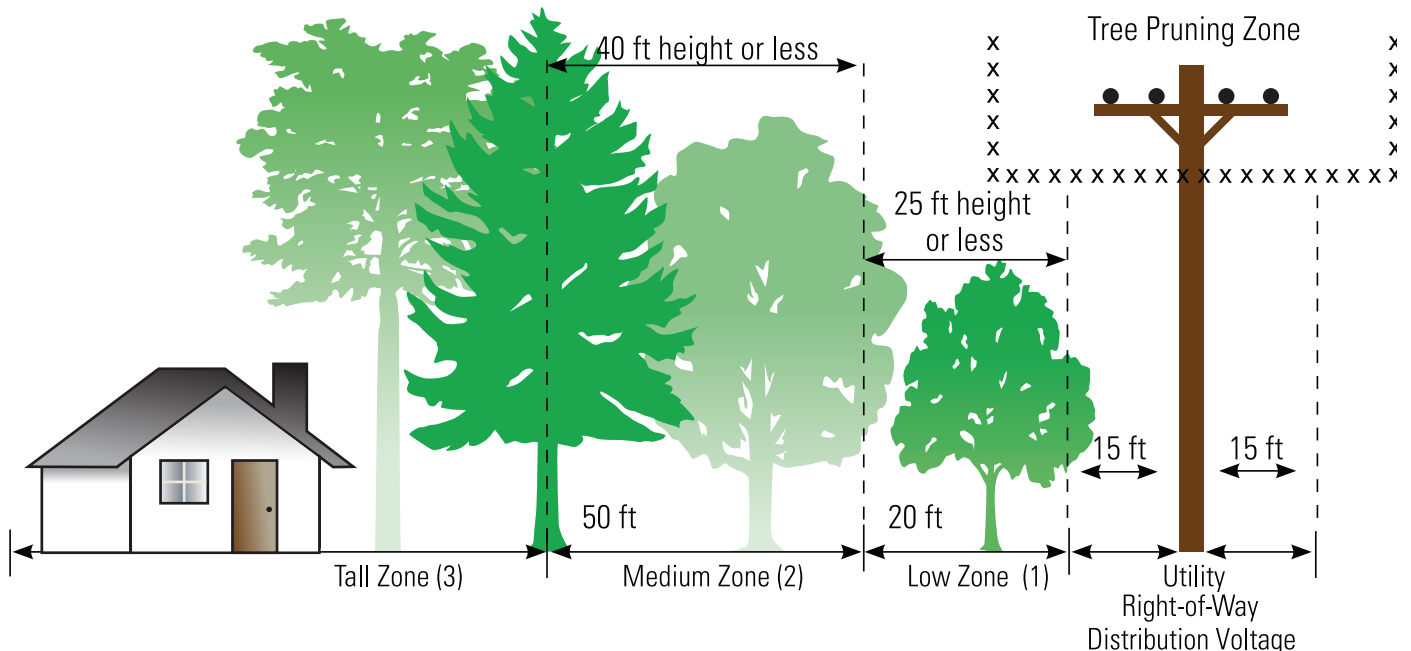 Tree Pruning Zone
40 ft height or less
x x
x x
x x
x x
x x
x x x x x x x x x x x x x x x x x x x x
25 ft height
or less
15 ft 15 ft
50 ft 20 ft
Tall Zone (3) Medium Zone (2) Low Zone (1) Utility
Right-of-Way
Distribution Voltage